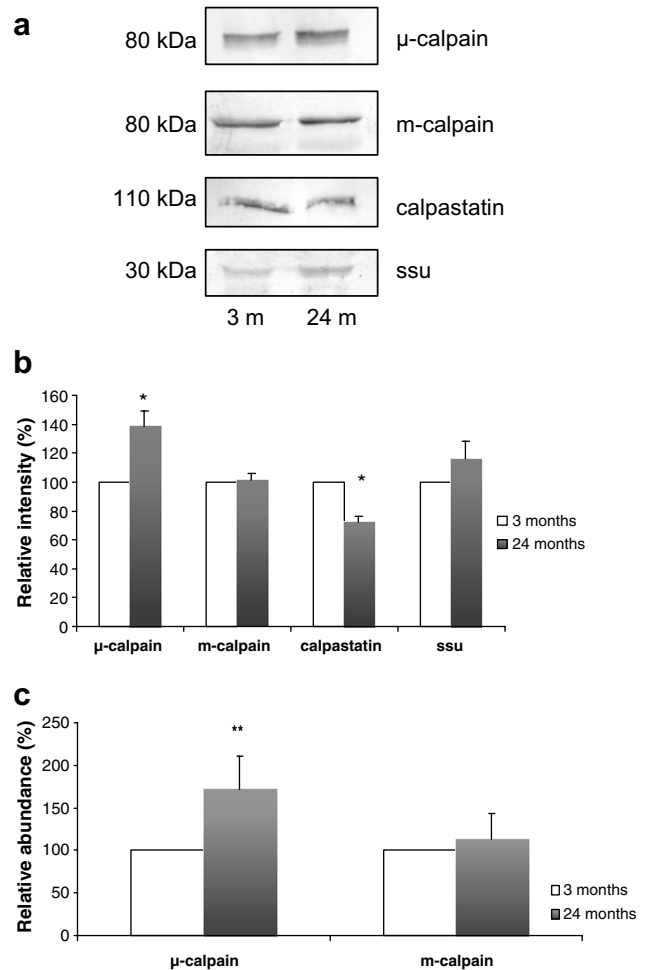 a
80 kDa µ-calpain
80 kDa m-calpain
110 kDa calpastatin
30 kDa ssu
3 m 24 m
b
Relative intensity (%)
160
140
120
100
80
60
40
20
0
*
*
µ-calpain m-calpain calpastatin ssu
3 months
24 months
c
Relative abundance (%)
250
200
150
100
50
0
**
µ-calpain m-calpain
3 months
24 months